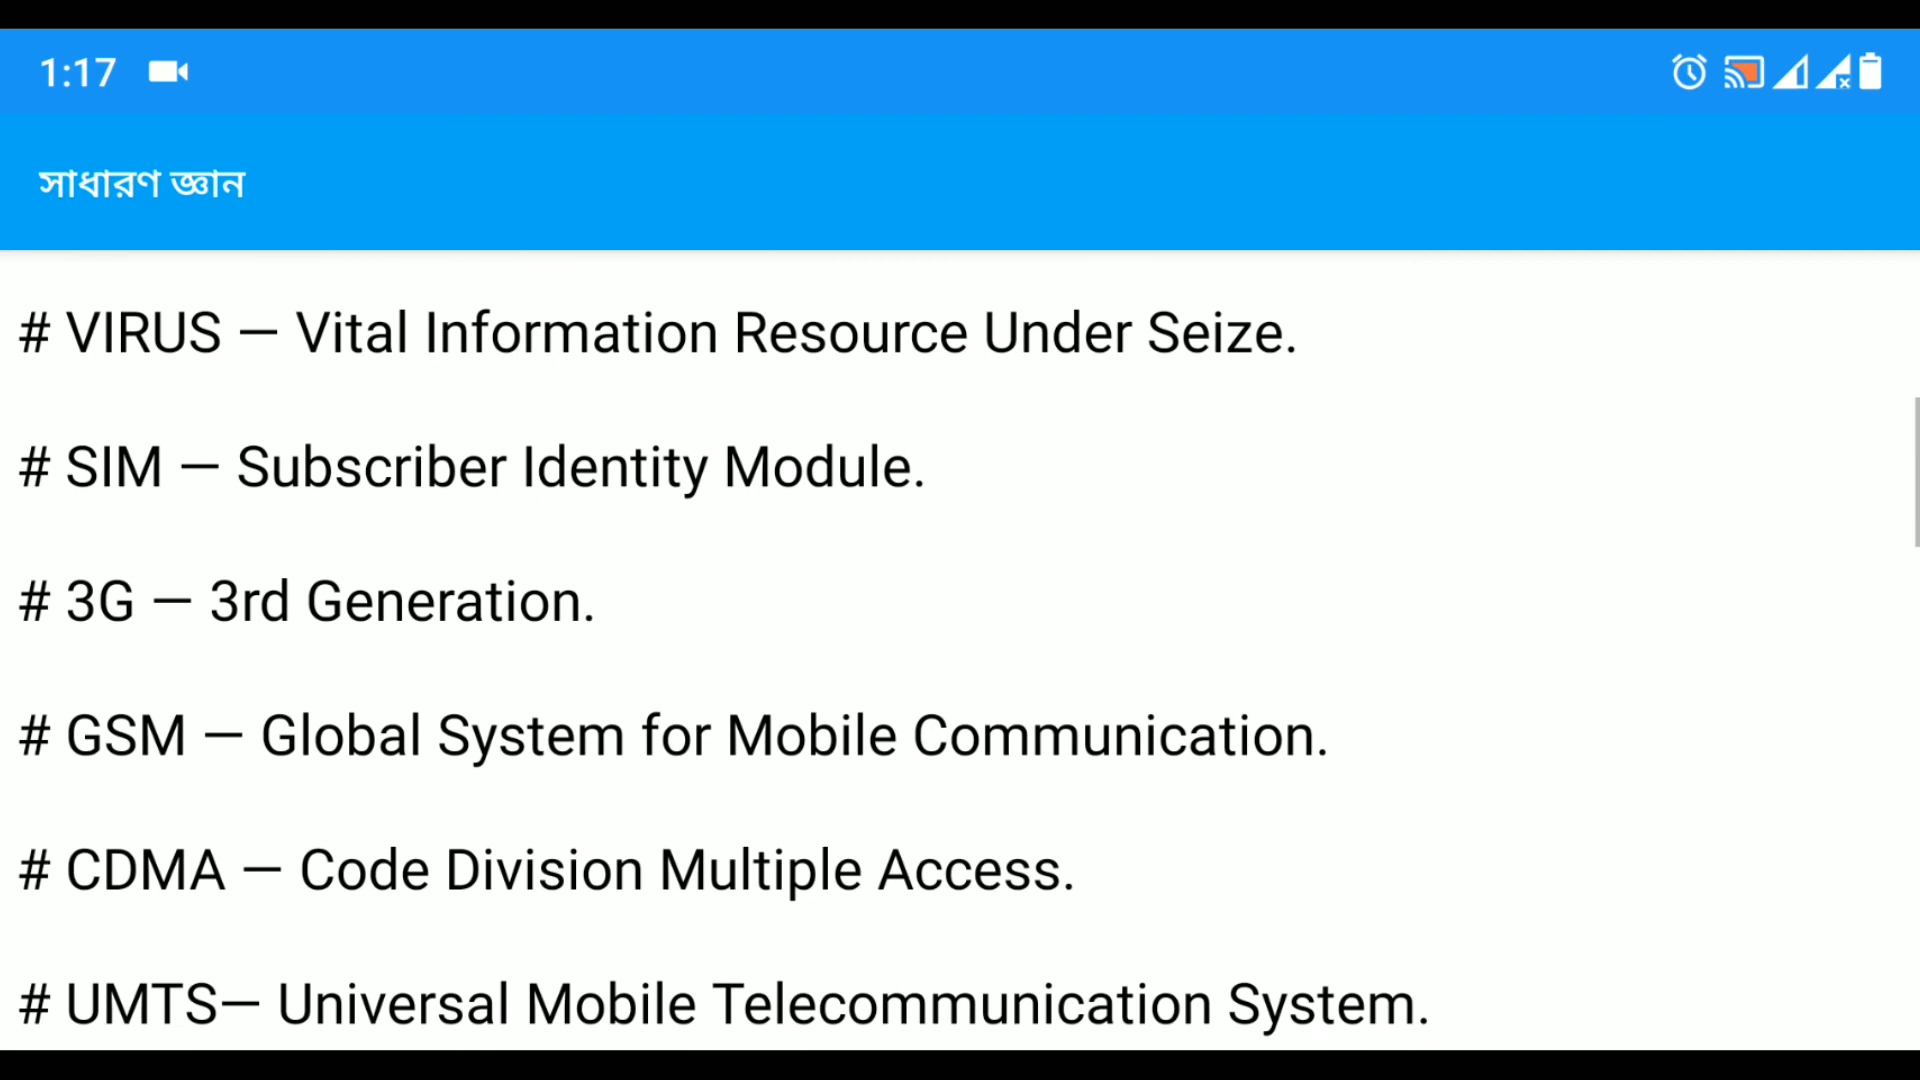 1:17
সাধারণ জ্ঞান
# VIRUS — Vital Information Resource Under Seize.
# SIM — Subscriber Identity Module.
# 3G — 3rd Generation.
# GSM — Global System for Mobile Communication.
# CDMA — Code Division Multiple Access.
# UMTS— Universal Mobile Telecommunication System.